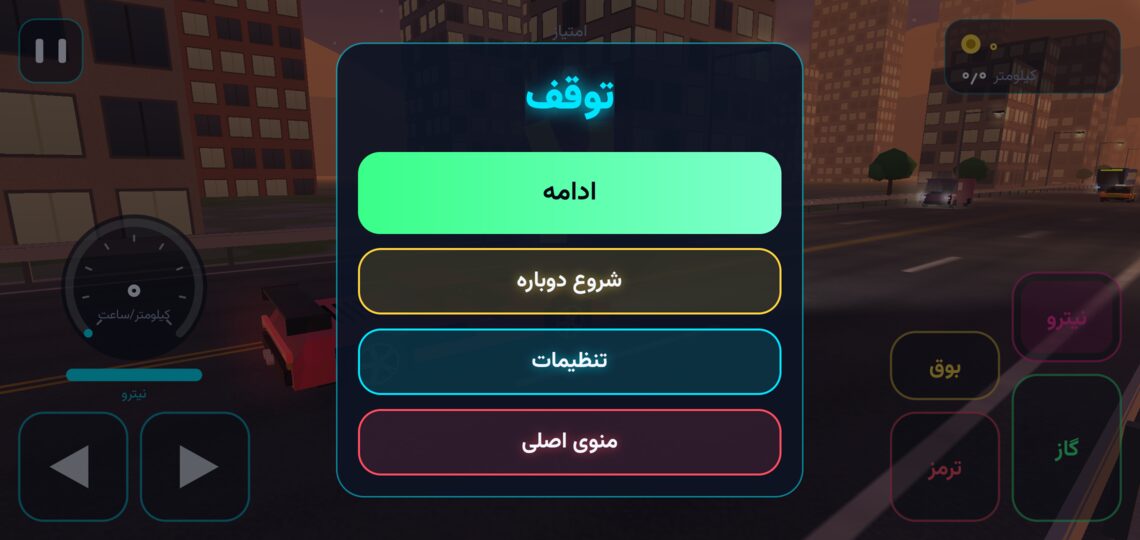 امتیاز
۰
۰٫۰ کیلومتر
توقف
ادامه
شروع دوباره
تنظیمات
منوی اصلی
۰
کیلومتر/ساعت
نیترو
نیترو
بوق
گاز
ترمز